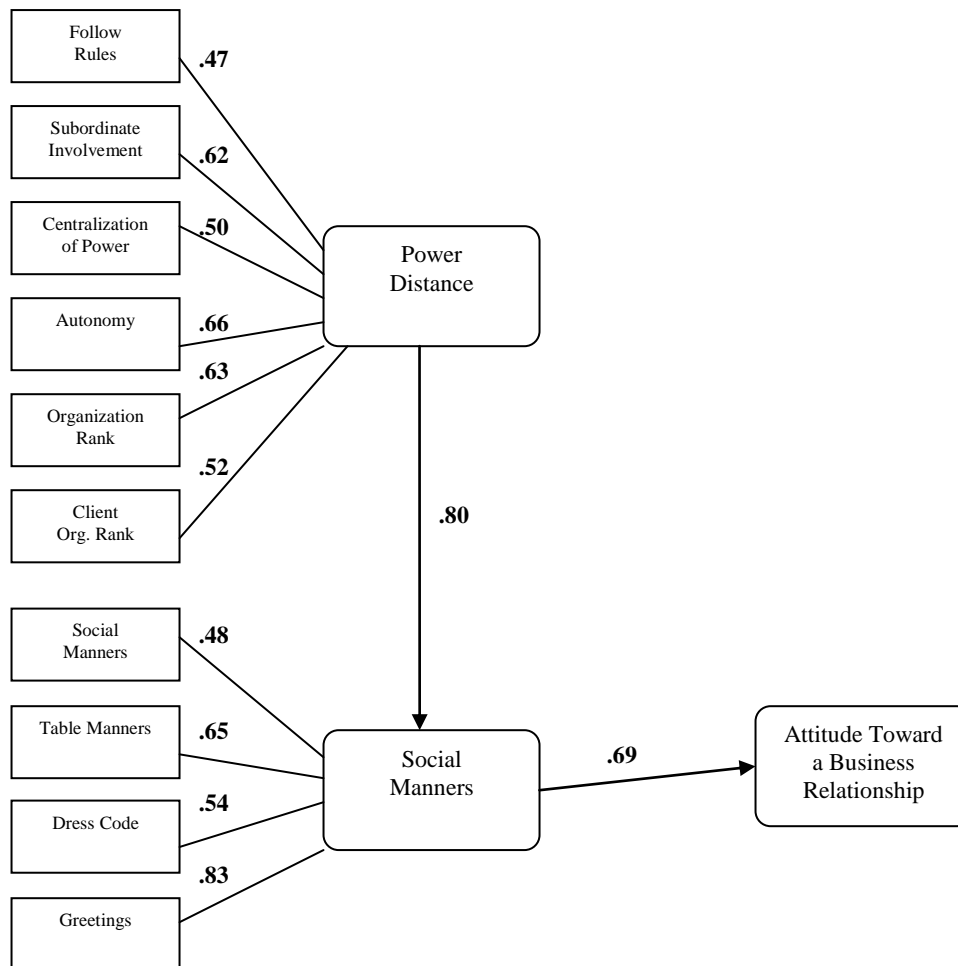 Follow
Rules
.47
Subordinate
Involvement
.62
Centralization
of Power
.50
Power
Distance
Autonomy
.66
.63
Organization
Rank
.52
Client
Org. Rank
.80
Social
Manners
.48
Table Manners
.65
Social
Manners
.69
Attitude Toward
a Business
Relationship
Dress Code
.54
.83
Greetings